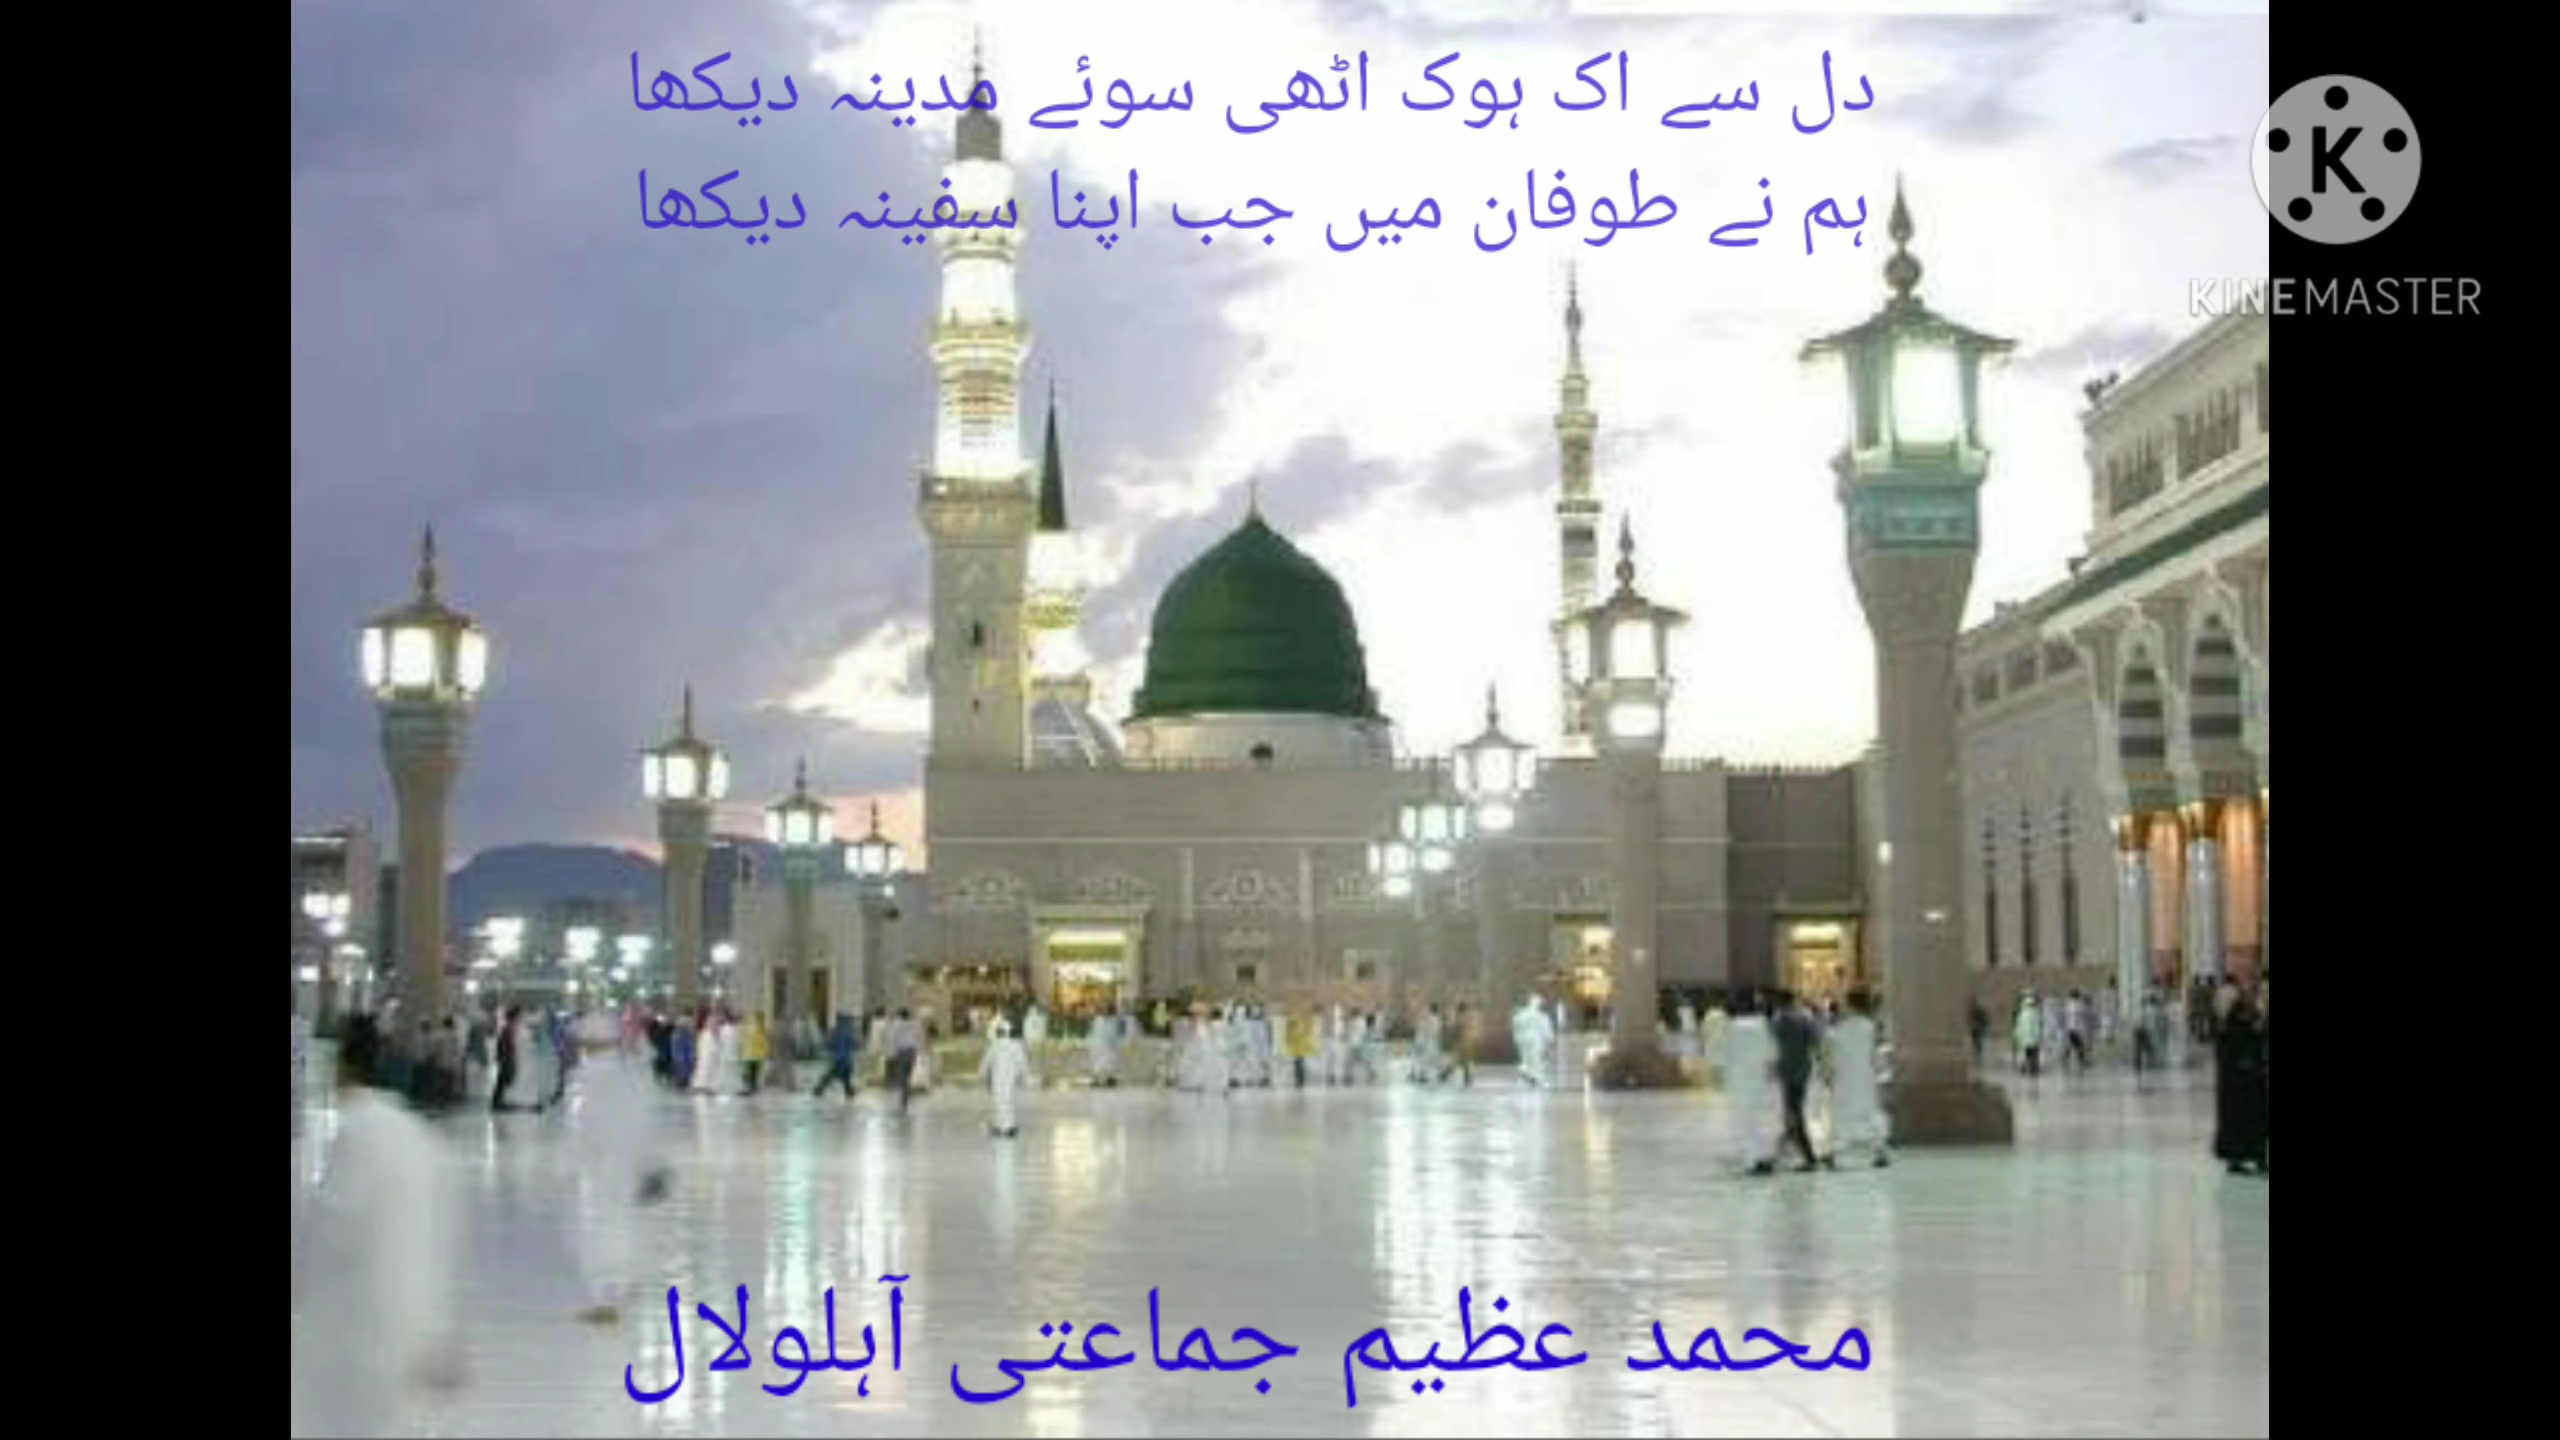 دل سے اک ہوک اٹھی سوئے مدینہ دیکھا
ہم نے طوفان میں جب اپنا سفینہ دیکھا
K
KINEMASTER
محمد عظیم جماعتی آہلولال